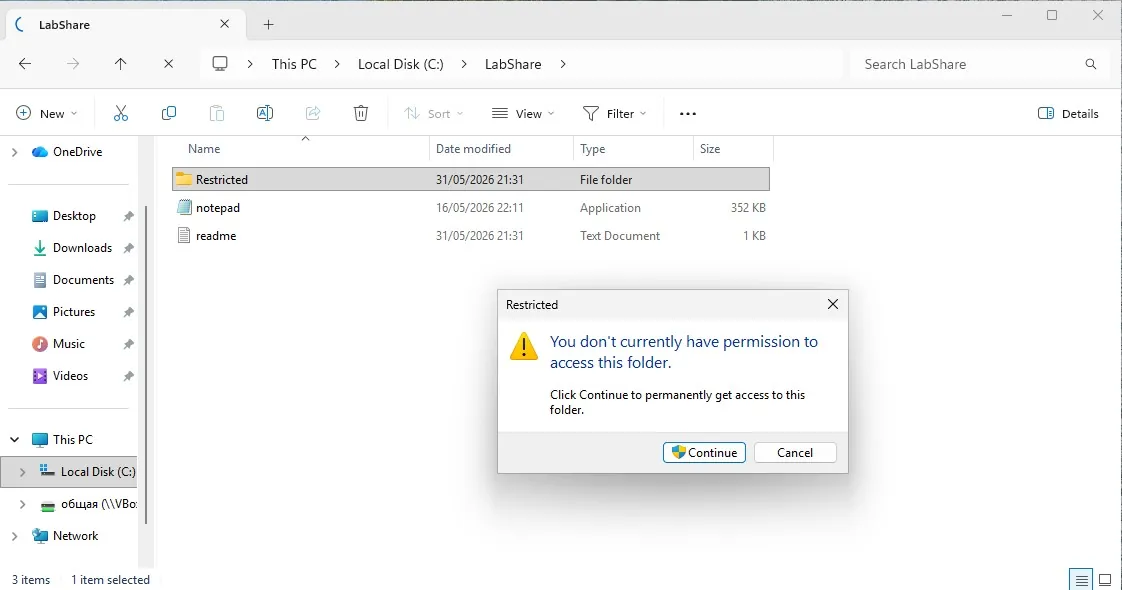 LabShare
This PC
Local Disk (C:)
LabShare
Search LabShare
New
Sort
View
Filter
Details
OneDrive
Desktop
Downloads
Documents
Pictures
Music
Videos
This PC
Local Disk (C:)
общая (\\VBo
Network
Name Date modified Type Size
Restricted 31/05/2026 21:31 File folder
notepad 16/05/2026 22:11 Application 352 KB
readme 31/05/2026 21:31 Text Document 1 KB
Restricted
You don't currently have permission to
access this folder.
Click Continue to permanently get access to this
folder.
Continue
Cancel
3 items 1 item selected